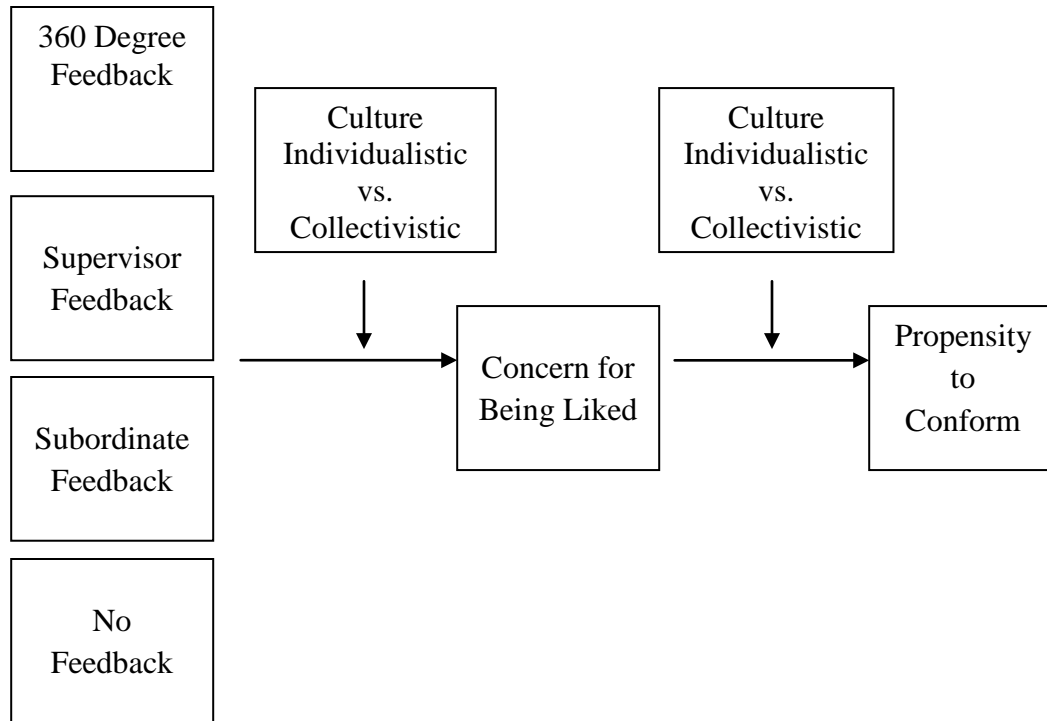 360 Degree
Feedback
Culture
Individualistic
vs.
Collectivistic
Culture
Individualistic
vs.
Collectivistic
Supervisor
Feedback
Concern for
Being Liked
Propensity
to
Conform
Subordinate
Feedback
No
Feedback